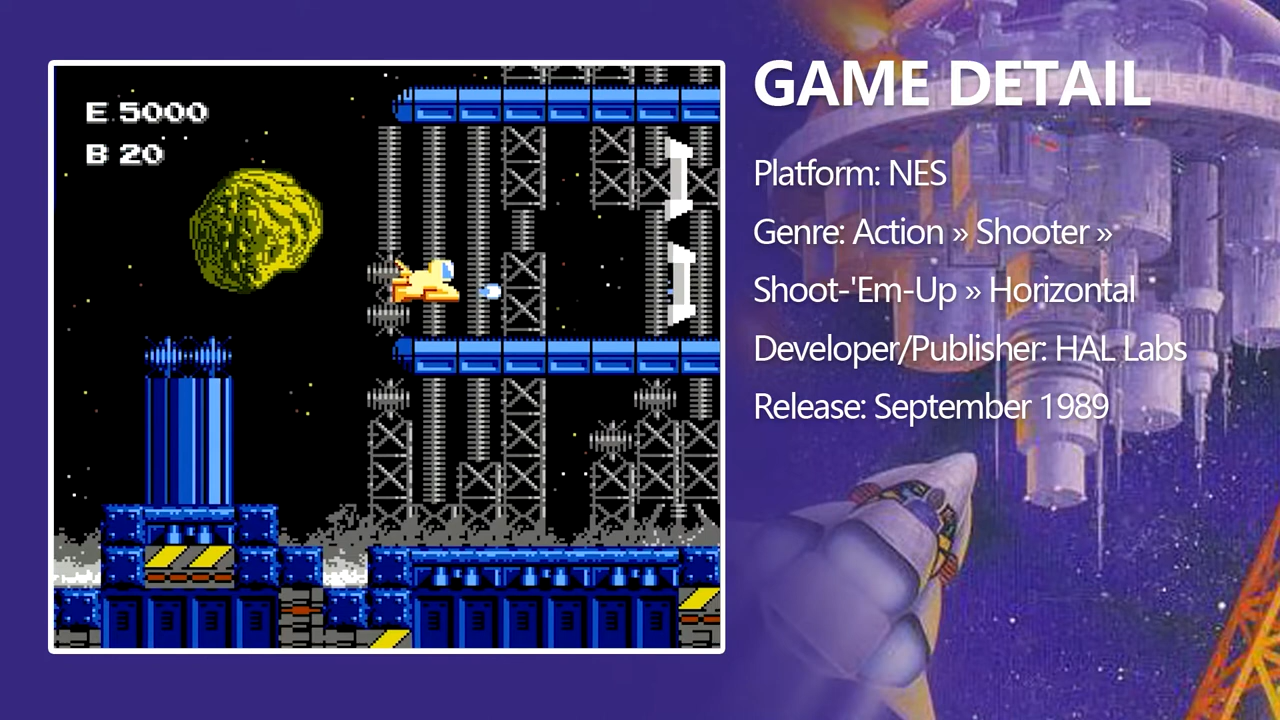 E 5000
B 20
GAME DETAIL
Platform: NES
Genre: Action » Shooter »
Shoot-'Em-Up » Horizontal
Developer/Publisher: HAL Labs
Release: September 1989